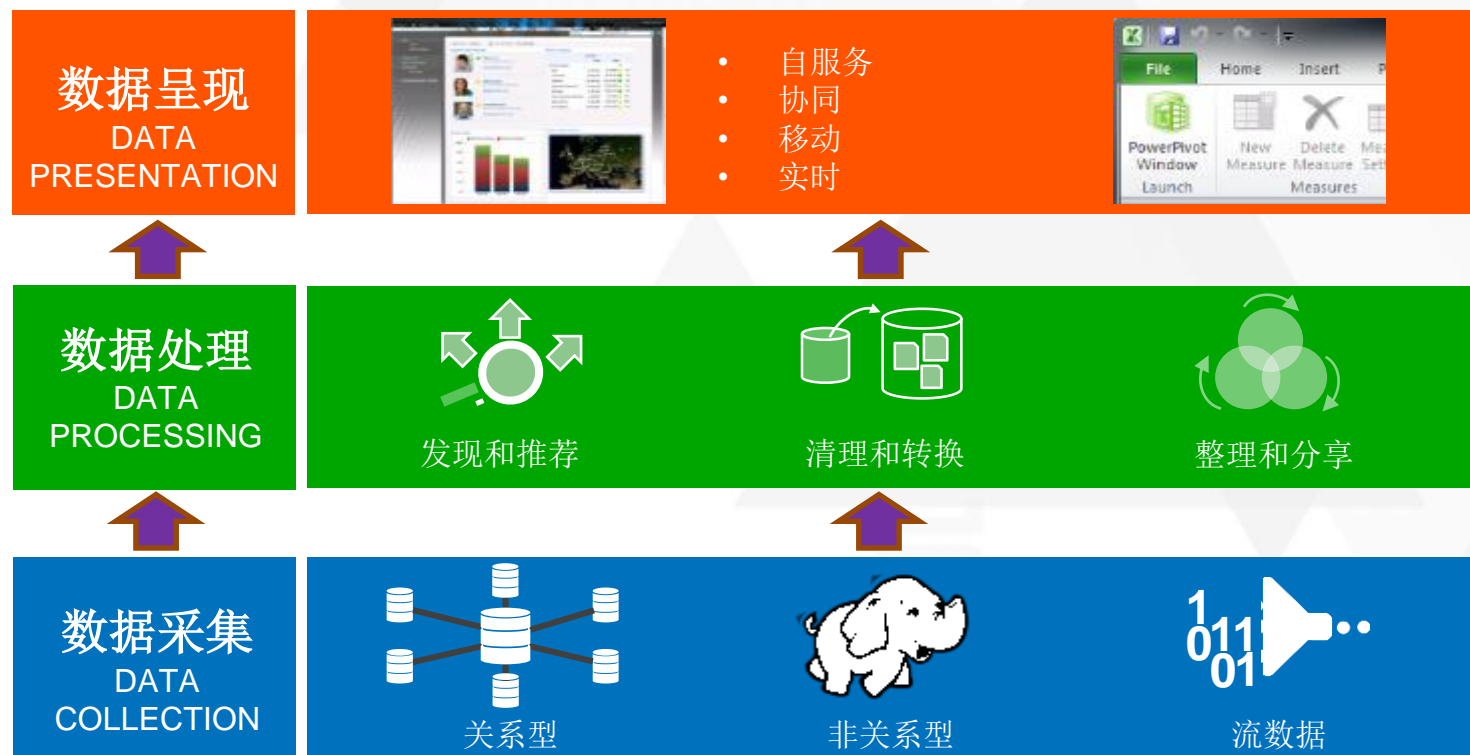 数据呈现
DATA
PRESENTATION
• 自服务
• 协同
• 移动
• 实时
File Home Insert P
PowerPivot
Window
New
Measure
Delete
Measure
Launch
Measures
数据处理
DATA
PROCESSING
发现和推荐
清理和转换
整理和分享
数据采集
DATA
COLLECTION
1
011
01
关系型
非关系型
流数据